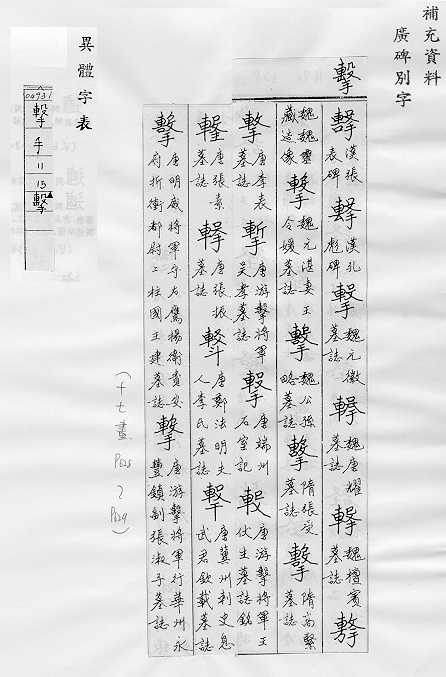 補充資料
廣碑別字
擊
擊漢張表碑擊漢孔彪碑擊魏元徽墓誌擊魏唐耀墓誌擊魏檀賓墓誌擊
魏魏靈藏造像擊魏元湛妻王令媛墓誌擊魏公孫略墓誌擊隋張受墓誌擊隋尚墓誌
擊唐李表墓誌擊唐游擊將軍吳孝墓誌擊唐端州石室記擊唐游擊將軍王伏生墓誌銘
擊唐張素墓誌擊唐張振墓誌擊唐鄭法明夫人李氏墓誌擊唐冀州刺史息武君欽載墓誌
擊唐明威將軍守左鷹揚衛貴安府折衝都尉上柱國王建墓誌擊唐游擊將軍行華州永豐鎮副張淑子墓誌
(十七畫
異體字表
04931
擊
手
11
15
擊